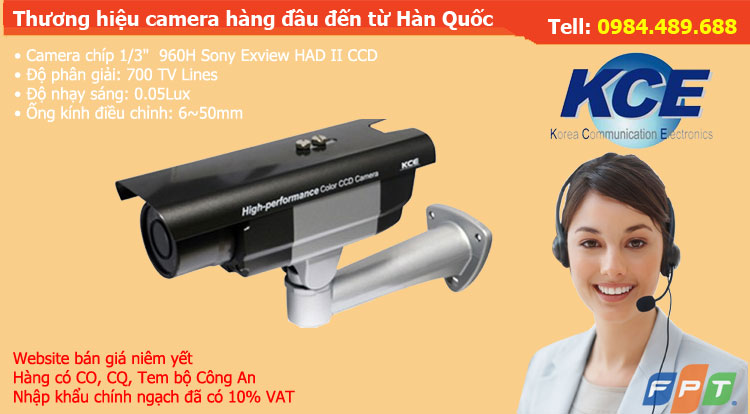 Thương hiệu camera hàng đầu đến từ Hàn Quốc
Tell: 0984.489.688
• Camera chíp 1/3" 960H Sony Exview HAD II CCD
• Độ phân giải: 700 TV Lines
• Độ nhạy sáng: 0.05Lux
• Ống kính điều chỉnh: 6~50mm
KCE
Korea Communication Electronics
KCE
High-performance Color CCD Camera
Website bán giá niêm yết
Hàng có CO, CQ, Tem bộ Công An
Nhập khẩu chính ngạch đã có 10% VAT
FPT